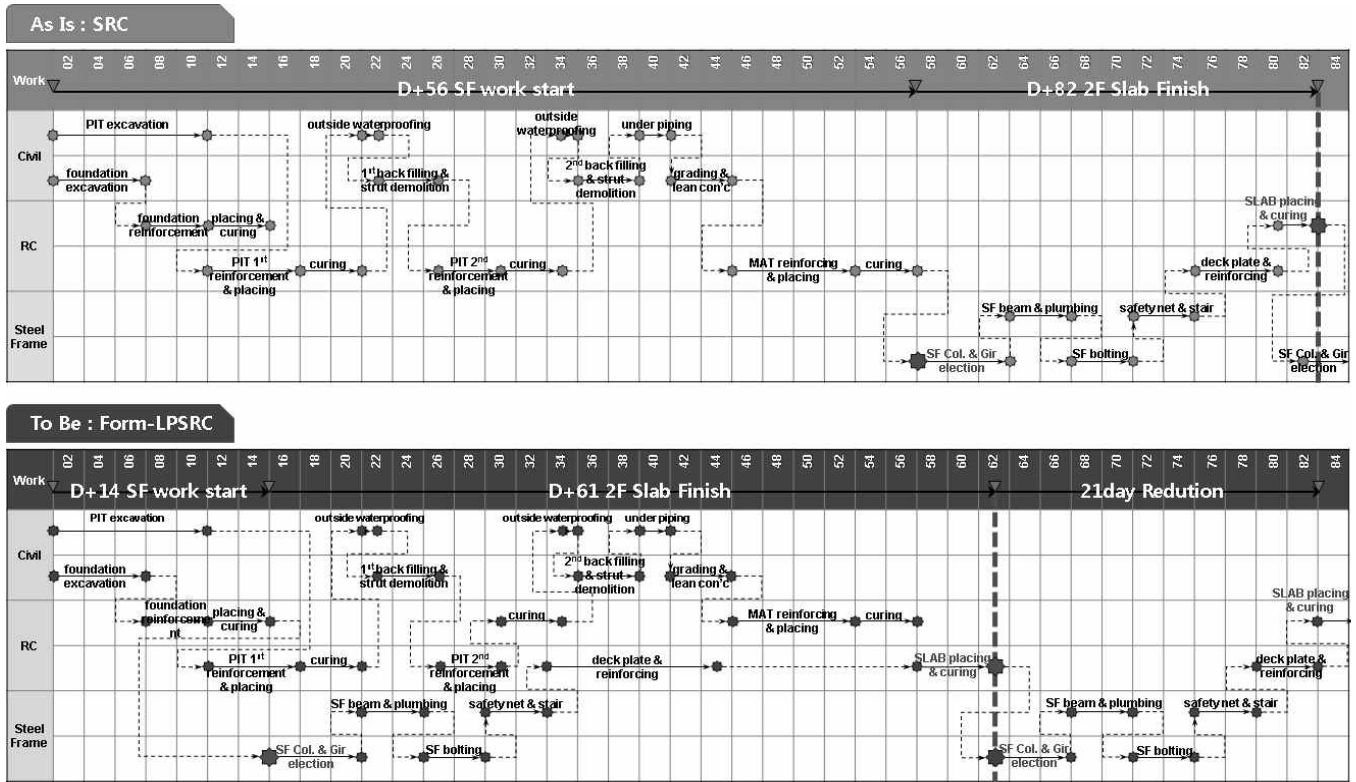 As Is : SRC
Work
02 04 06 08 10 12 14 16 18 20 22 24 26 28 30 32 34 36 38 40 42 44 46 48 50 52 54 56 58 60 62 64 66 68 70 72 74 76 78 80 82 84
D+56 SF work start
D+82 2F Slab Finish
Civil
PIT excavation
outside waterproofing
outside
waterproofing
under piping
foundation
excavation
1st back filling &
strut demolition
2nd back filling
& strut
demolition
grading &
lean con'c
RC
foundation
reinforcement
placing &
curing
SLAB placing
& curing
PIT 1st
reinforcement
& placing
curing
PIT 2nd
reinforcement
& placing
curing
MAT reinforcing
& placing
curing
deck plate &
reinforcing
Steel
Frame
SF beam & plumbing
safety net & stair
SF Col. & Gir
election
SF bolting
SF Col. & Gir
election
To Be : Form-LPSRC
Work
02 04 06 08 10 12 14 16 18 20 22 24 26 28 30 32 34 36 38 40 42 44 46 48 50 52 54 56 58 60 62 64 66 68 70 72 74 76 78 80 82 84
D+14 SF work start
D+61 2F Slab Finish
21day Redution
Civil
PIT excavation
outside waterproofing
outside waterproofing
under piping
foundation
excavation
1st back filling &
strut demolition
2nd back filling
& strut
demolition
grading &
lean con'c
RC
foundation
reinforceme
nt
placing &
curing
curing
MAT reinforcing
& placing
curing
SLAB placing
& curing
PIT 1st
reinforcement
& placing
curing
PIT 2nd
reinforcement
& placing
deck plate &
reinforcing
SLAB placing
& curing
deck plate &
reinforcing
Steel
Frame
SF beam & plumbing
safety net & stair
SF beam & plumbing
safety net & stair
SF Col. & Gir
election
SF bolting
SF Col. & Gir
election
SF bolting